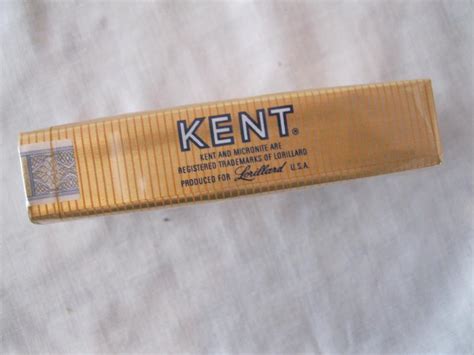 KENT®
KENT AND MICRONITE ARE
REGISTERED TRADEMARKS OF LORILLARD
PRODUCED FOR Lorillard U.S.A.